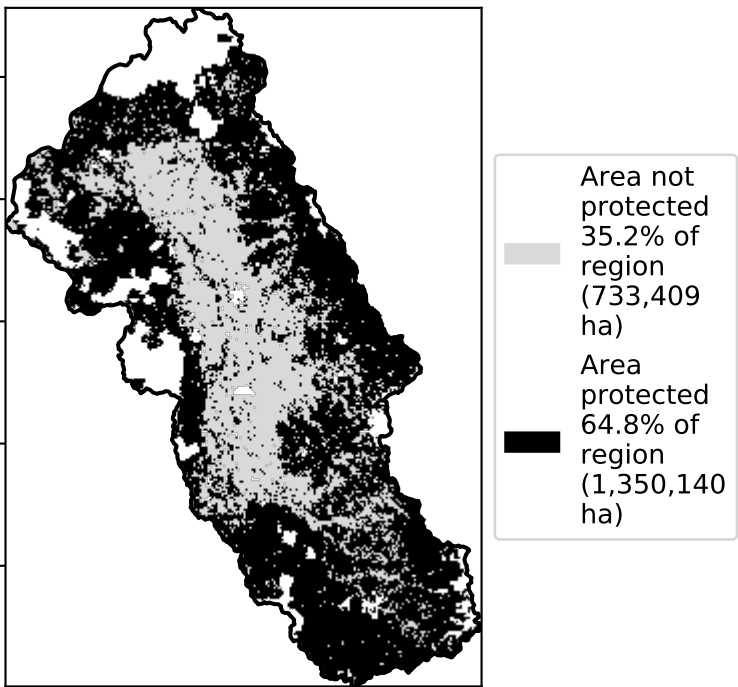 Area not
protected
35.2% of
region
(733,409
ha)
Area
protected
64.8% of
region
(1,350,140
ha)